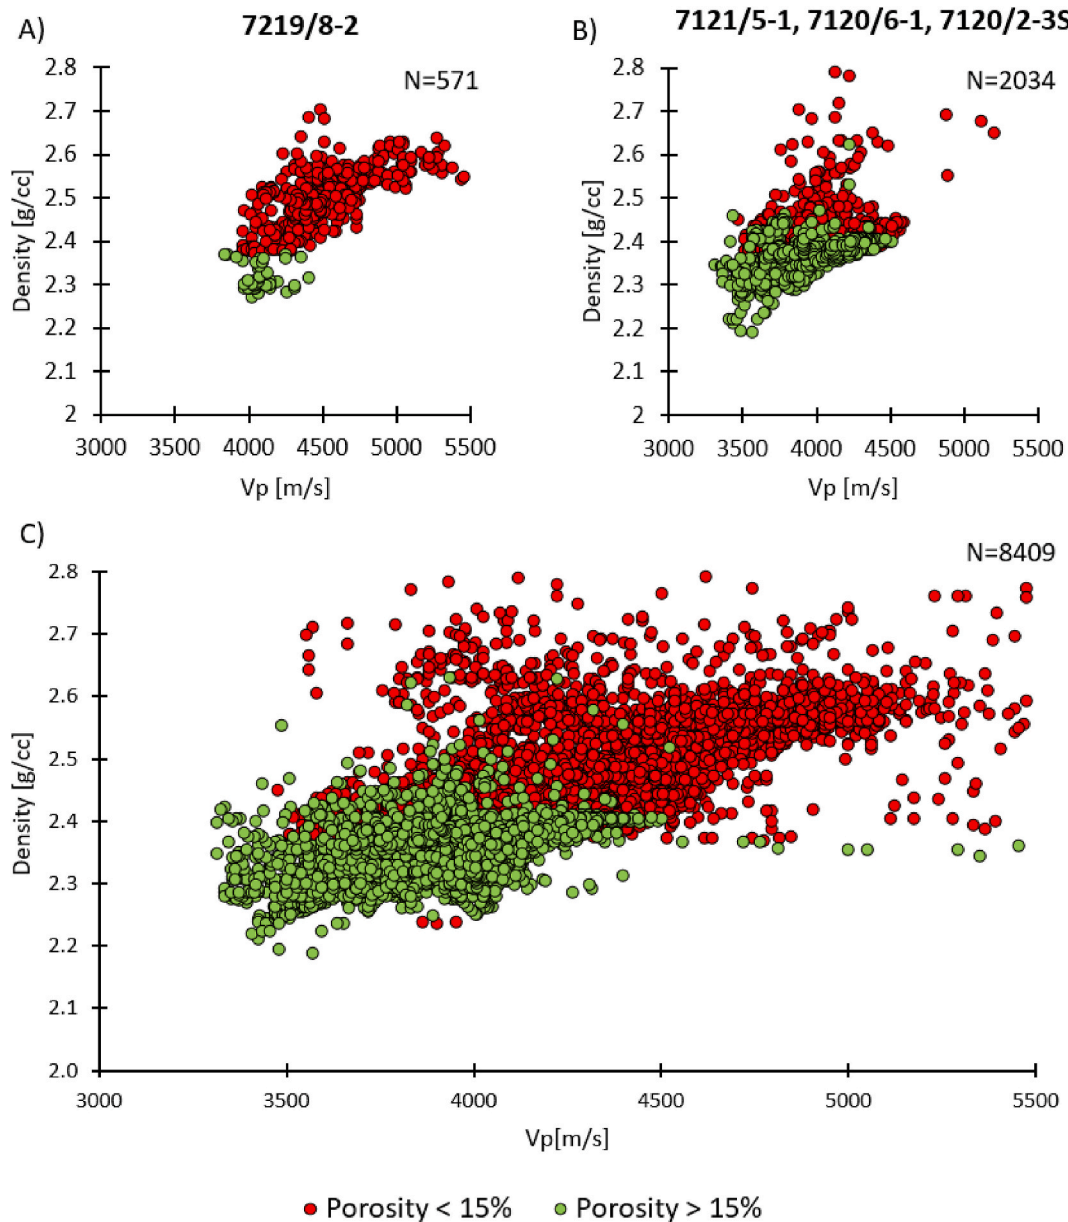 A)
7219/8-2
N=571
Density [g/cc]
2.8
2.7
2.6
2.5
2.4
2.3
2.2
2.1
2
3000 4000 4500 5000 5500
Vp [m/s]
B)
7121/5-1, 7120/6-1, 7120/2-3S
N=2034
Density [g/cc]
2.8
2.7
2.6
2.5
2.4
2.3
2.2
2.1
2
3000 3500 4000 4500 5000 5500
Vp [m/s]
C)
N=8409
Density [g/cc]
2.8
2.7
2.6
2.5
2.4
2.3
2.2
2.1
2.0
3000 3500 4000 4500 5000 5500
Vp[m/s]
Porosity < 15% Porosity > 15%